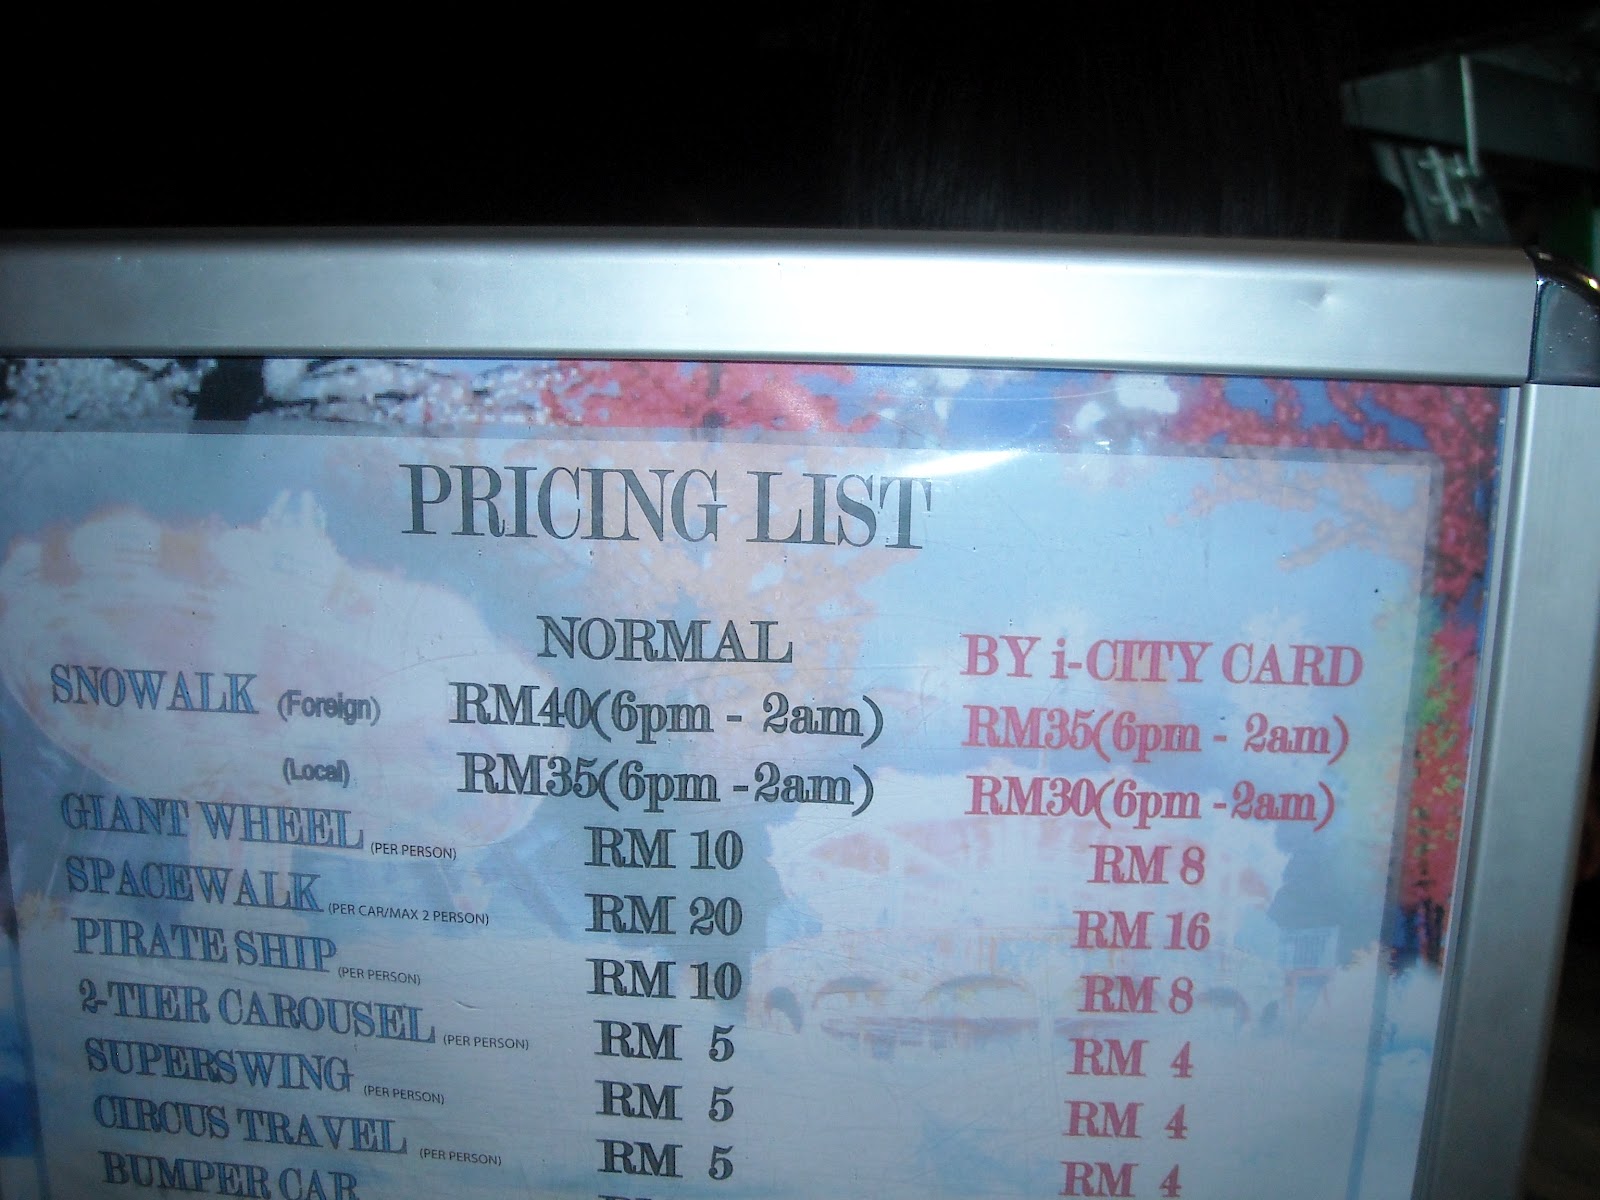 PRICING LIST
NORMAL BY i-CITY CARD
SNOWALK (Foreign) RM40(6pm - 2am) RM35(6pm - 2am)
(Local) RM35(6pm -2am) RM30(6pm -2am)
GIANT WHEEL (PER PERSON) RM 10 RM 8
SPACEWALK (PER CAR/MAX 2 PERSON) RM 20 RM 16
PIRATE SHIP (PER PERSON) RM 10 RM 8
2-TIER CAROUSEL (PER PERSON) RM 5 RM 4
SUPERSWING (PER PERSON) RM 5 RM 4
CIRCUS TRAVEL (PER PERSON) RM 5 RM 4
BUMPER CAR